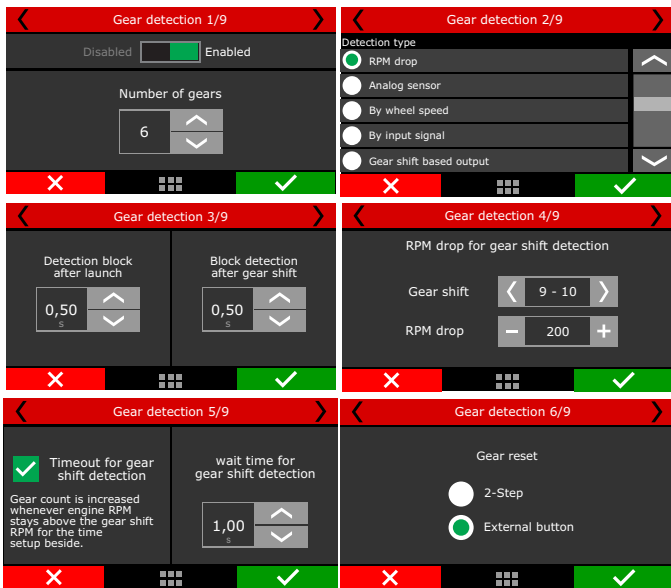 Gear detection 1/9
Disabled Enabled
Number of gears
6
Gear detection 2/9
Detection type
RPM drop
Analog sensor
By wheel speed
By input signal
Gear shift based output
Gear detection 3/9
Detection block
after launch
0,50
s
Block detection
after gear shift
0,50
s
Gear detection 4/9
RPM drop for gear shift detection
Gear shift 9 - 10
RPM drop 200
Gear detection 5/9
Timeout for gear
shift detection
Gear count is increased
whenever engine RPM
stays above the gear shift
RPM for the time
setup beside.
wait time for
gear shift detection
1,00
s
Gear detection 6/9
Gear reset
2-Step
External button